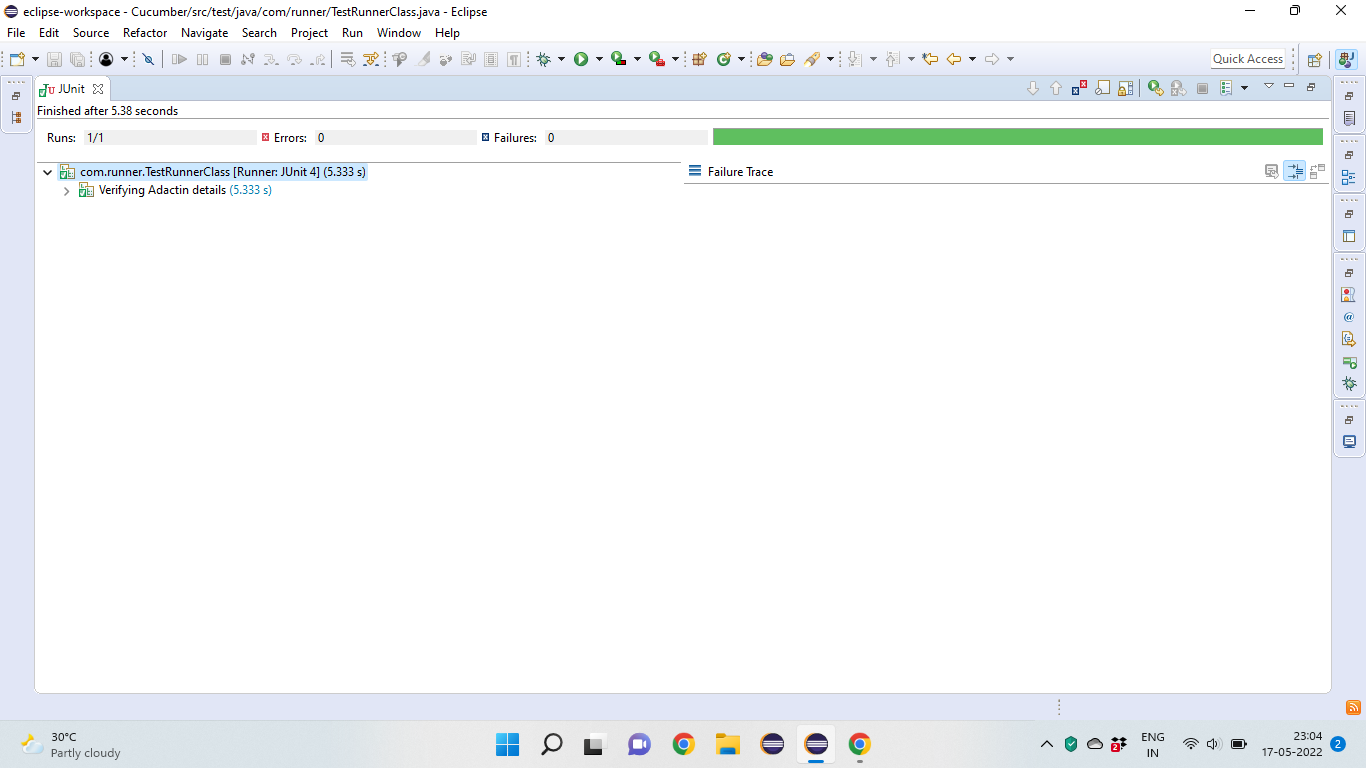 eclipse-workspace - Cucumber/src/test/java/com/runner/TestRunnerClass.java - Eclipse
File Edit Source Refactor Navigate Search Project Run Window Help
Quick Access
JUnit
Finished after 5.38 seconds
Runs: 1/1 Errors: 0 Failures: 0
com.runner.TestRunnerClass [Runner: JUnit 4] (5.333 s)
Failure Trace
Verifying Adactin details (5.333 s)
30°C
Partly cloudy
ENG
IN
23:04
17-05-2022
2
2